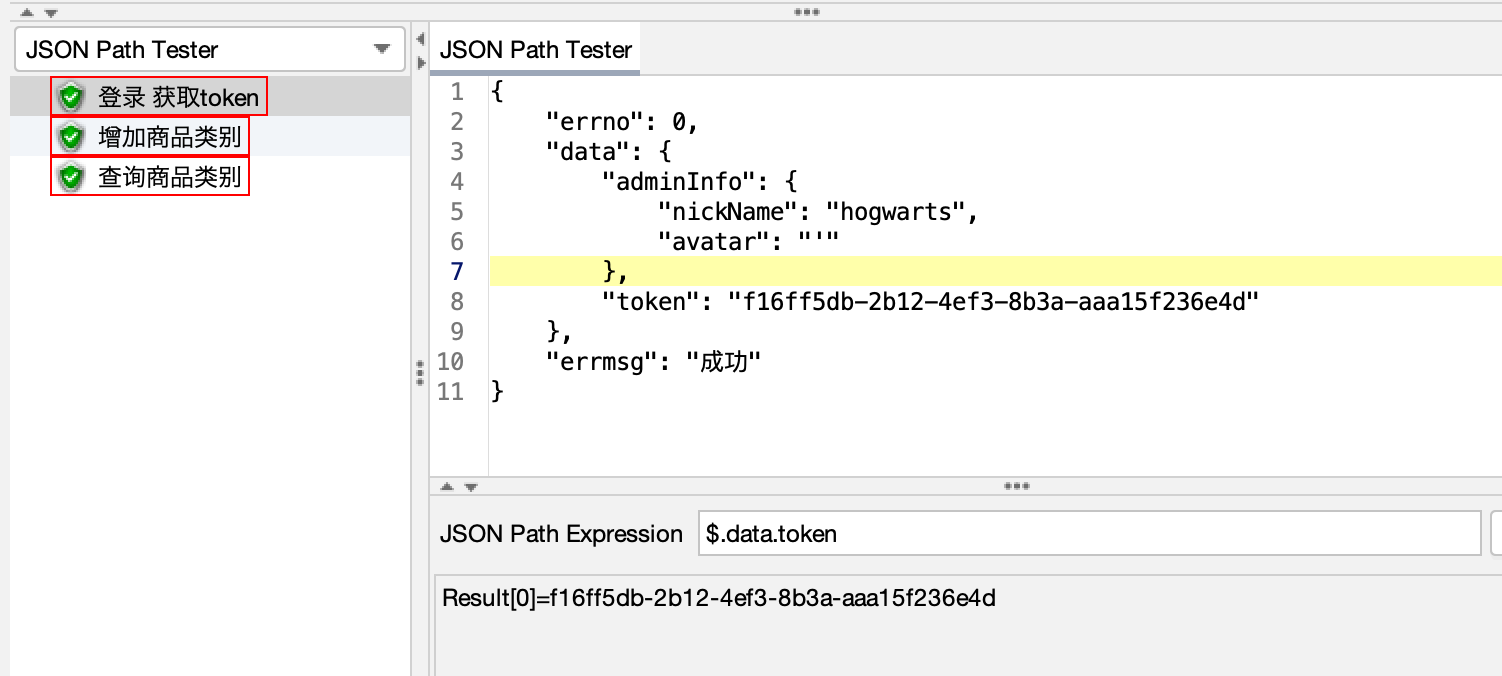 JSON Path Tester
登录 获取token
增加商品类别
查询商品类别
JSON Path Tester
1 {
2     "errno": 0,
3     "data": {
4         "adminInfo": {
5             "nickName": "hogwarts",
6             "avatar": "'"
7         },
8         "token": "f16ff5db-2b12-4ef3-8b3a-aaa15f236e4d"
9     },
10     "errmsg": "成功"
11 }
JSON Path Expression $.data.token
Result[0]=f16ff5db-2b12-4ef3-8b3a-aaa15f236e4d